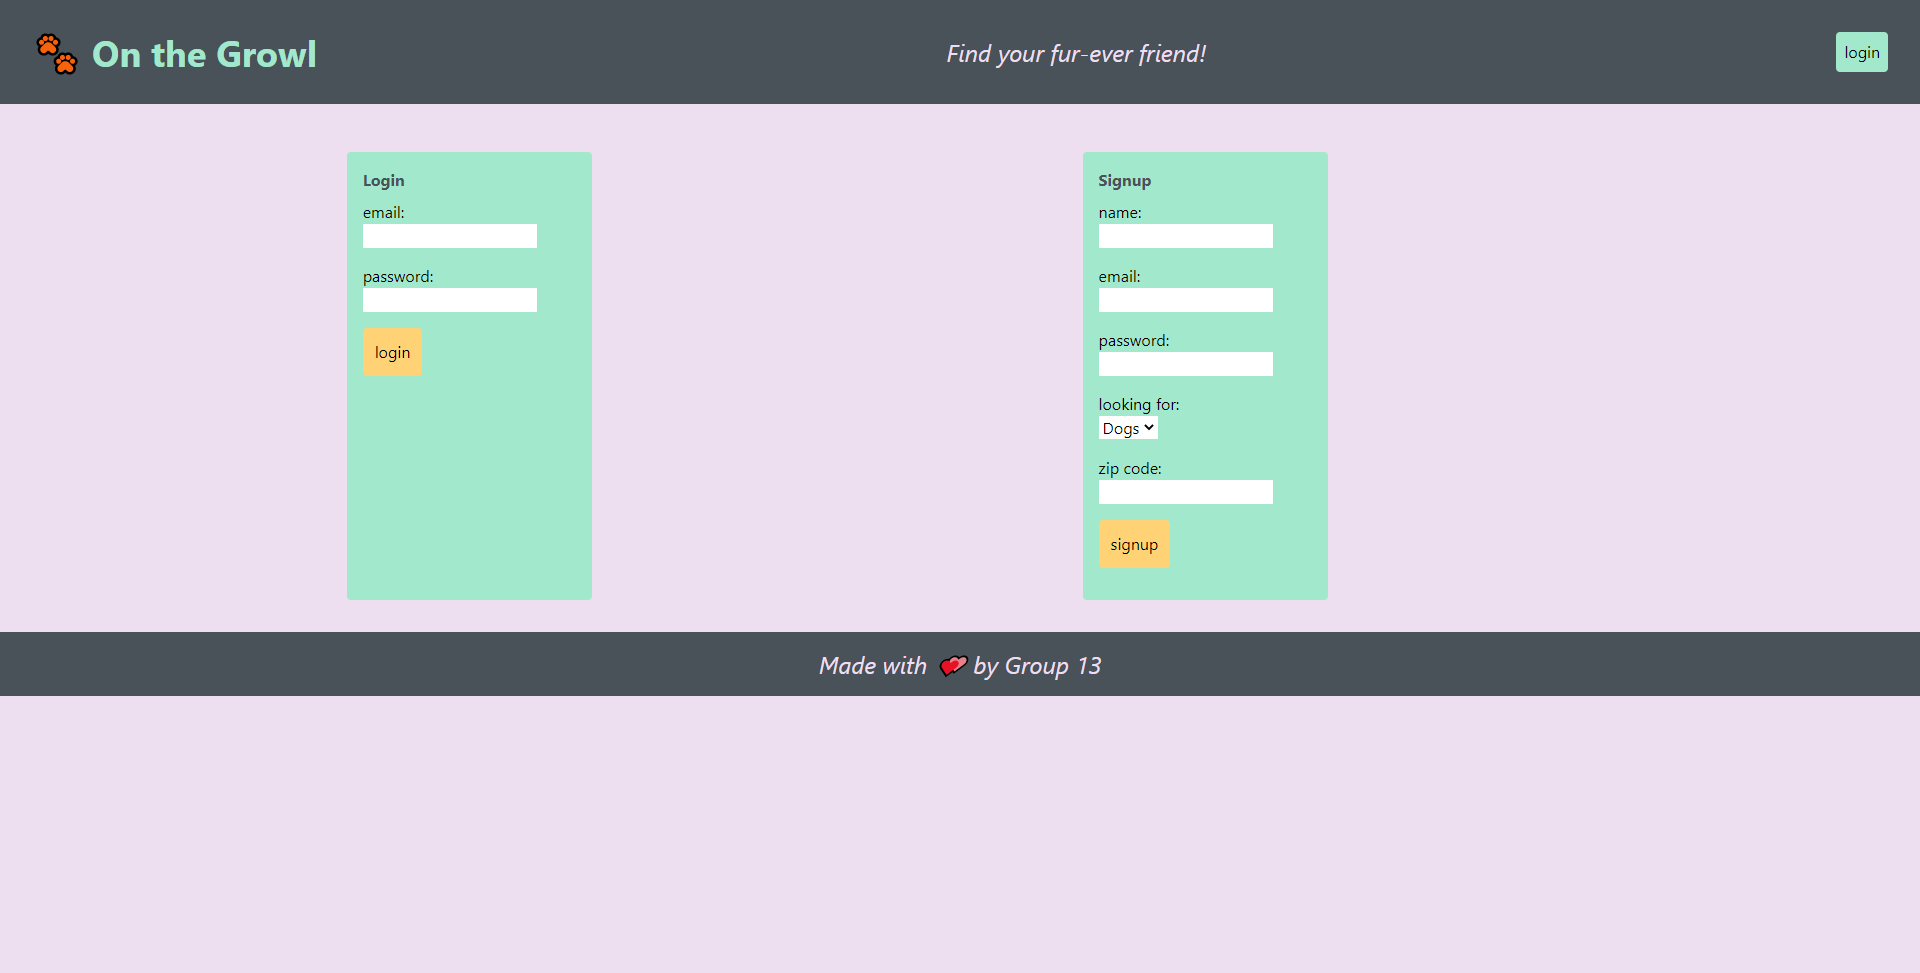 On the Growl
Find your fur-ever friend!
login
Login
email:
password:
login
Signup
name:
email:
password:
looking for:
Dogs
zip code:
signup
Made with 💕 by Group 13